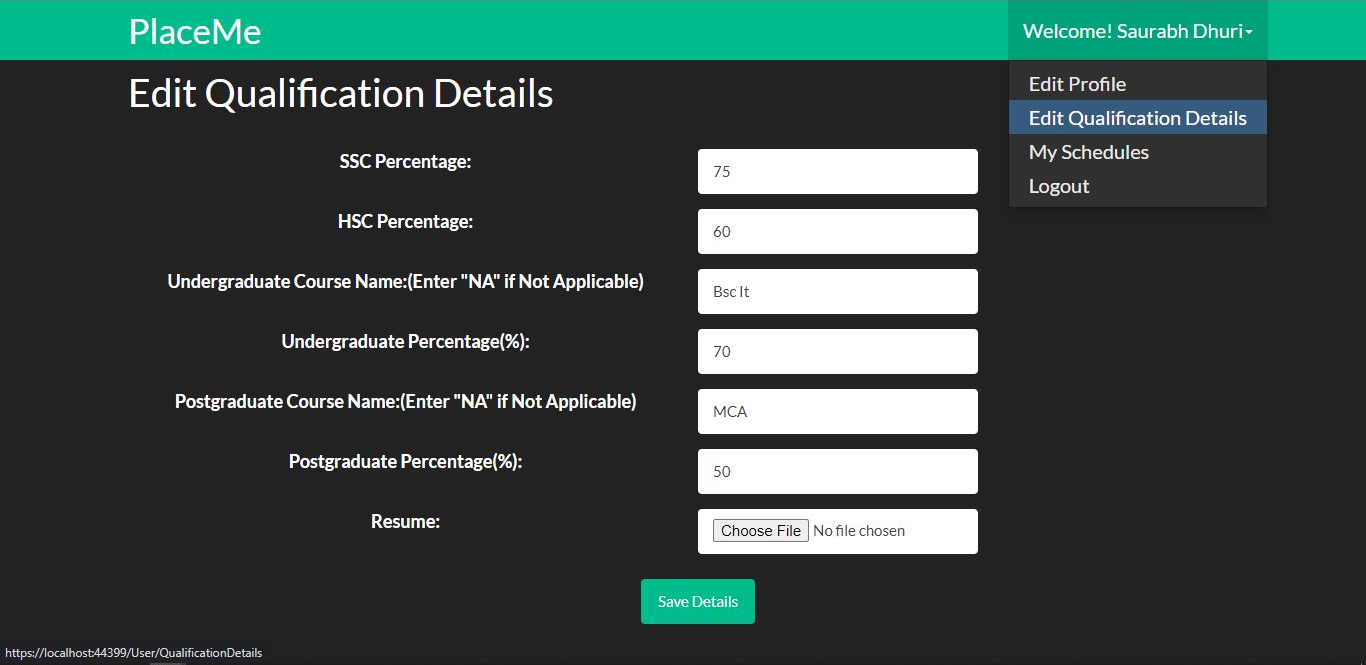 PlaceMe
Welcome! Saurabh Dhuri
Edit Profile
Edit Qualification Details
My Schedules
Logout
Edit Qualification Details
SSC Percentage:
75
HSC Percentage:
60
Undergraduate Course Name:(Enter "NA" if Not Applicable)
Bsc It
Undergraduate Percentage(%):
70
Postgraduate Course Name:(Enter "NA" if Not Applicable)
MCA
Postgraduate Percentage(%):
50
Resume:
Choose File No file chosen
Save Details
https://localhost:44399/User/QualificationDetails